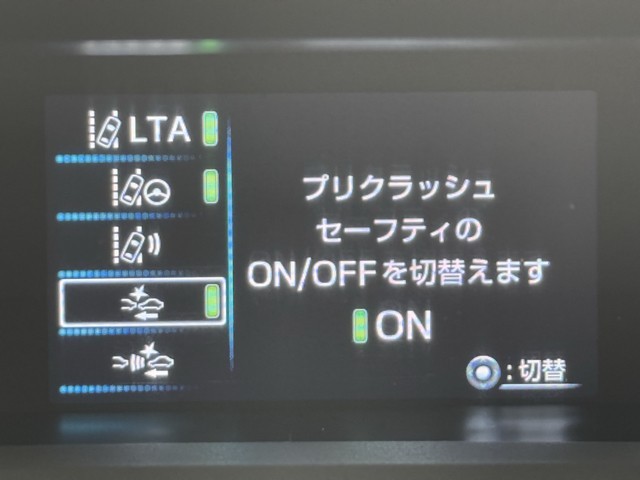 LTA
プリクラッシュ
セーフティの
ON/OFFを切替えます
ON
:切替